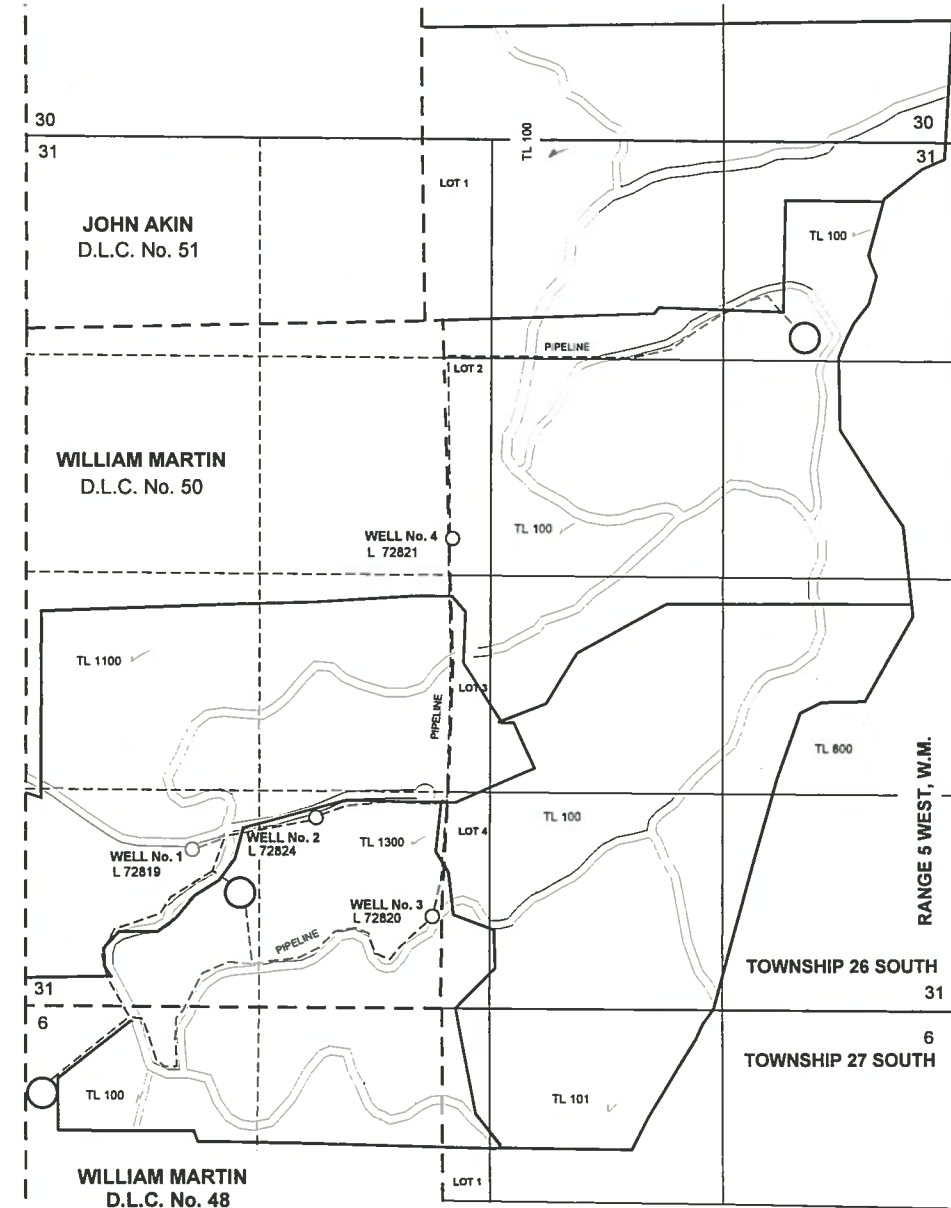 30
30
31
31
TL 100
LOT 1
JOHN AKIN
D.L.C. No. 51
TL 100
PIPELINE
LOT 2
WILLIAM MARTIN
D.L.C. No. 50
TL 100
WELL No. 4
L 72821
TL 1100
LOT 3
PIPELINE
TL 600
RANGE 5 WEST, W.M.
TL 100
WELL No. 2
L 72824
TL 1300
LOT 4
WELL No. 1
L 72819
WELL No. 3
L 72820
PIPELINE
TOWNSHIP 26 SOUTH
31
31
6
6
TOWNSHIP 27 SOUTH
TL 100
TL 101
WILLIAM MARTIN
D.L.C. No. 48
LOT 1